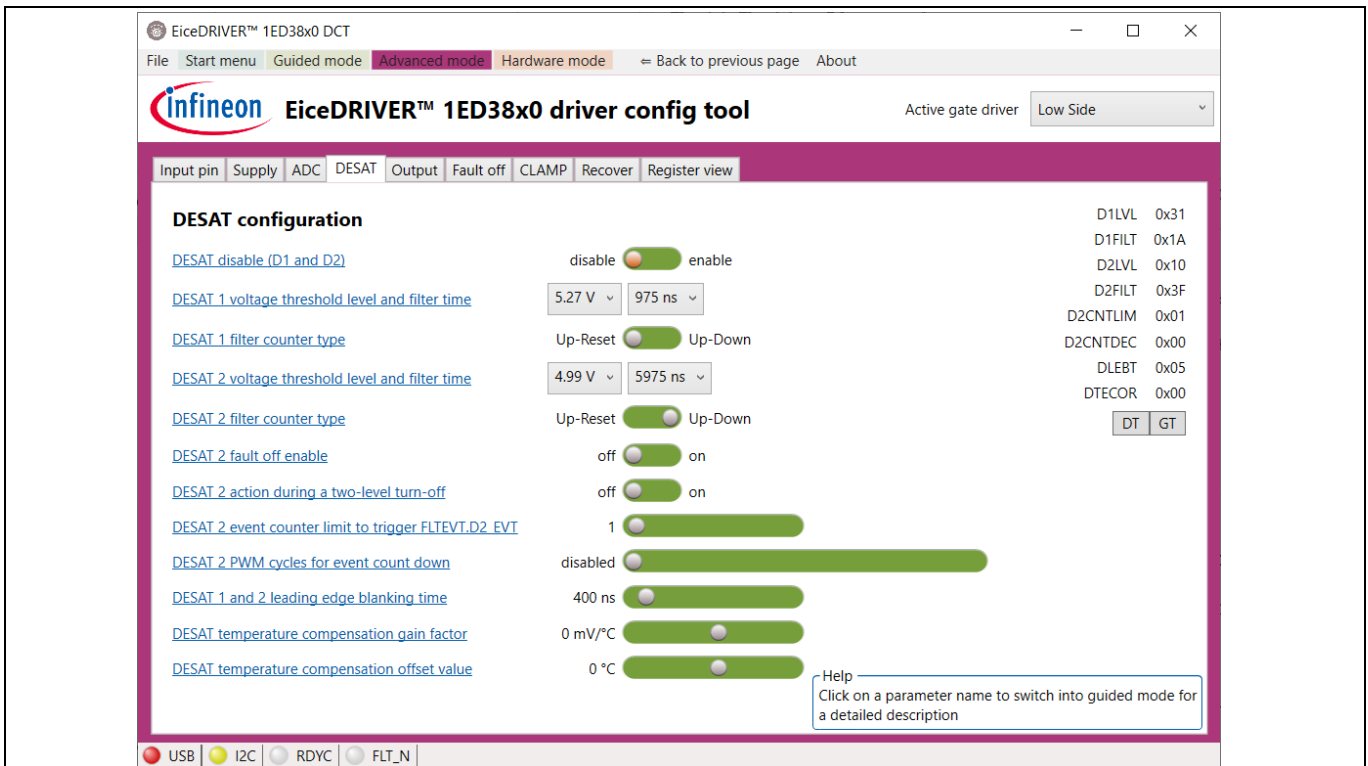 EiceDRIVER™ 1ED38x0 DCT
File Start menu Guided mode Advanced mode Hardware mode ⇐ Back to previous page About
infineon EiceDRIVER™ 1ED38x0 driver config tool Active gate driver Low Side
Input pin Supply ADC DESAT Output Fault off CLAMP Recover Register view
DESAT configuration
DESAT disable (D1 and D2) disable enable
DESAT 1 voltage threshold level and filter time 5.27 V 975 ns
DESAT 1 filter counter type Up-Reset Up-Down
DESAT 2 voltage threshold level and filter time 4.99 V 5975 ns
DESAT 2 filter counter type Up-Reset Up-Down
DESAT 2 fault off enable off on
DESAT 2 action during a two-level turn-off off on
DESAT 2 event counter limit to trigger FLTEVT.D2_EVT 1
DESAT 2 PWM cycles for event count down disabled
DESAT 1 and 2 leading edge blanking time 400 ns
DESAT temperature compensation gain factor 0 mV/°C
DESAT temperature compensation offset value 0 °C
D1LVL 0x31
D1FILT 0x1A
D2LVL 0x10
D2FILT 0x3F
D2CNTLIM 0x01
D2CNTDEC 0x00
DLEBT 0x05
DTECOR 0x00
DT GT
Help
Click on a parameter name to switch into guided mode for
a detailed description
USB I2C RDYC FLT_N